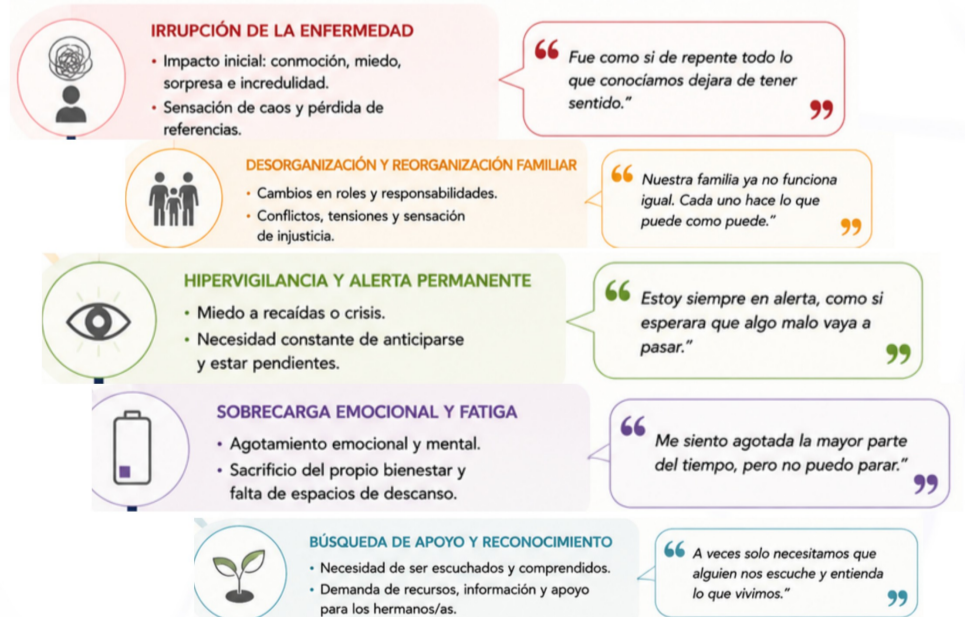 IRRUPCIÓN DE LA ENFERMEDAD
• Impacto inicial: conmoción, miedo,
sorpresa e incredulidad.
• Sensación de caos y pérdida de
referencias.
“ Fue como si de repente todo lo
que conocíamos dejara de tener
sentido.” ”
DESORGANIZACIÓN Y REORGANIZACIÓN FAMILIAR
• Cambios en roles y responsabilidades.
• Conflictos, tensiones y sensación
de injusticia.
“ Nuestra familia ya no funciona
igual. Cada uno hace lo que
puede como puede.” ”
HIPERVIGILANCIA Y ALERTA PERMANENTE
• Miedo a recaídas o crisis.
• Necesidad constante de anticiparse
y estar pendientes.
“ Estoy siempre en alerta, como si
esperara que algo malo vaya a
pasar.” ”
SOBRECARGA EMOCIONAL Y FATIGA
• Agotamiento emocional y mental.
• Sacrificio del propio bienestar y
falta de espacios de descanso.
“ Me siento agotada la mayor parte
del tiempo, pero no puedo parar.” ”
BÚSQUEDA DE APOYO Y RECONOCIMIENTO
• Necesidad de ser escuchados y comprendidos.
• Demanda de recursos, información y apoyo
para los hermanos/as.
“ A veces solo necesitamos que
alguien nos escuche y entienda
lo que vivimos.” ”